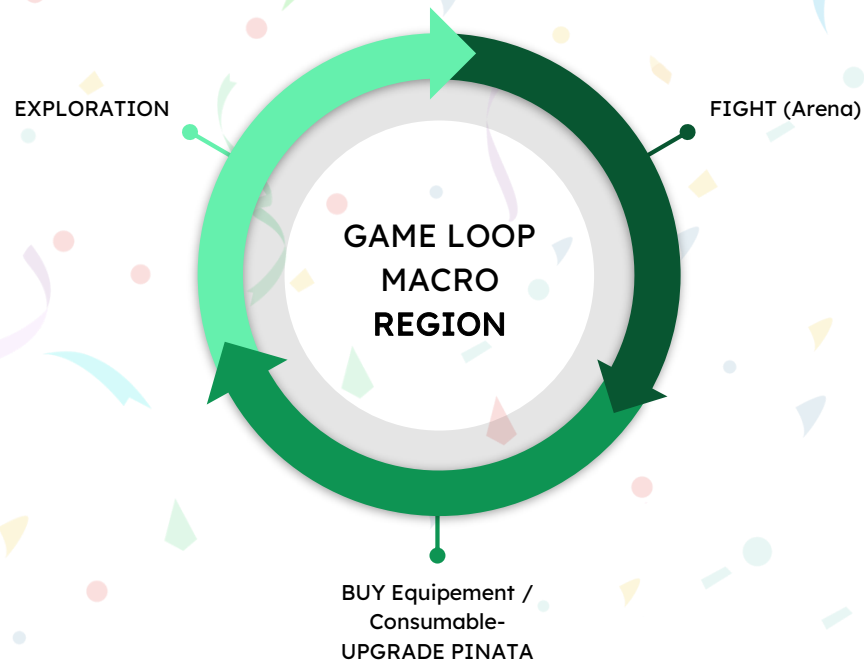 EXPLORATION
FIGHT (Arena)
GAME LOOP
MACRO
REGION
BUY Equipement /
Consumable-
UPGRADE PINATA